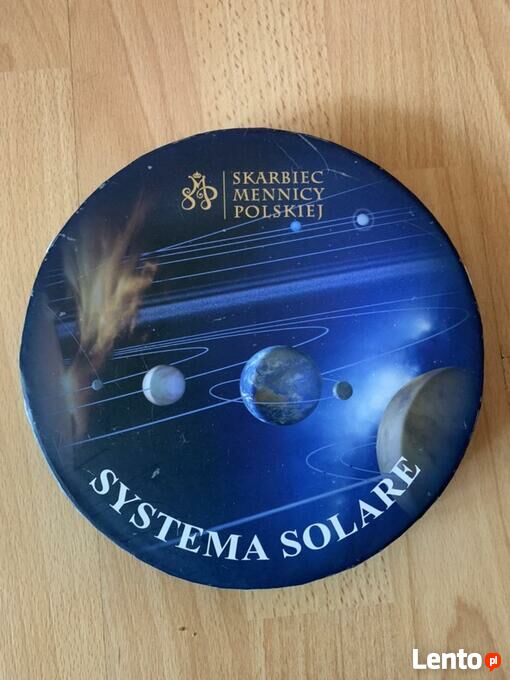 SKARBIEC
MENNICY
POLSKIEJ
SYSTEMA SOLARE
Lento.pl